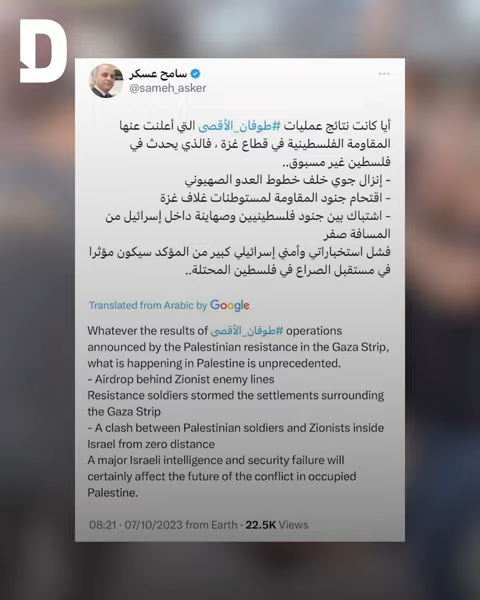 D
سامح عسكر
@sameh_asker
أيا كانت نتائج عمليات #طوفان_الأقصى التي أعلنت عنها
المقاومة الفلسطينية في قطاع غزة ، فالذي يحدث في
فلسطين غير مسبوق..
- إنزال جوي خلف خطوط العدو الصهيوني
- اقتحام جنود المقاومة لمستوطنات غلاف غزة
- اشتباك بين جنود فلسطينيين وصهاينة داخل إسرائيل من
المسافة صفر
فشل استخباراتي وأمني إسرائيلي كبير من المؤكد سيكون مؤثرا
في مستقبل الصراع في فلسطين المحتلة..
Translated from Arabic by Google
Whatever the results of #طوفان_الأقصى operations
announced by the Palestinian resistance in the Gaza Strip,
what is happening in Palestine is unprecedented.
- Airdrop behind Zionist enemy lines
Resistance soldiers stormed the settlements surrounding
the Gaza Strip
- A clash between Palestinian soldiers and Zionists inside
Israel from zero distance
A major Israeli intelligence and security failure will
certainly affect the future of the conflict in occupied
Palestine.
08:21 · 07/10/2023 from Earth · 22.5K Views